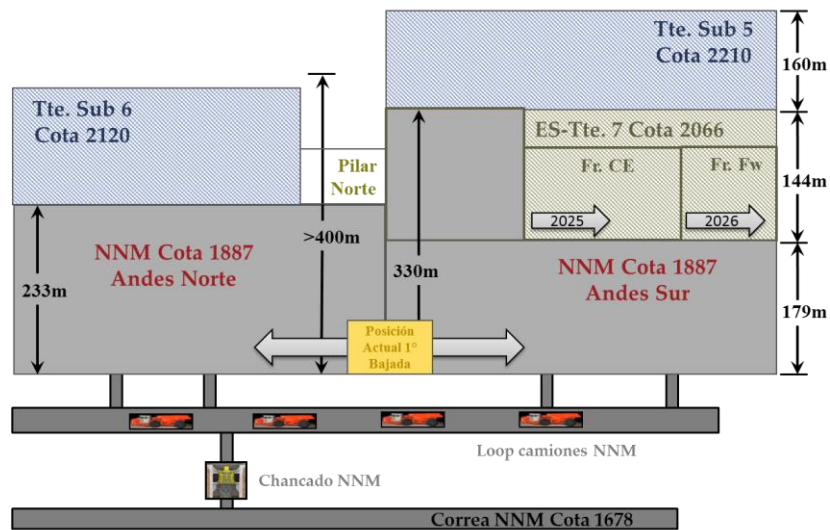 Tte. Sub 5
Cota 2210
160m
Tte. Sub 6
Cota 2120
ES-Tte. 7 Cota 2066
Pilar
Norte
Fr. CE
Fr. Fw
144m
2025
2026
>400m
NNM Cota 1887
Andes Norte
233m
330m
NNM Cota 1887
Andes Sur
179m
Posición
Actual 1°
Bajada
Loop camiones NNM
Chancado NNM
Correa NNM Cota 1678